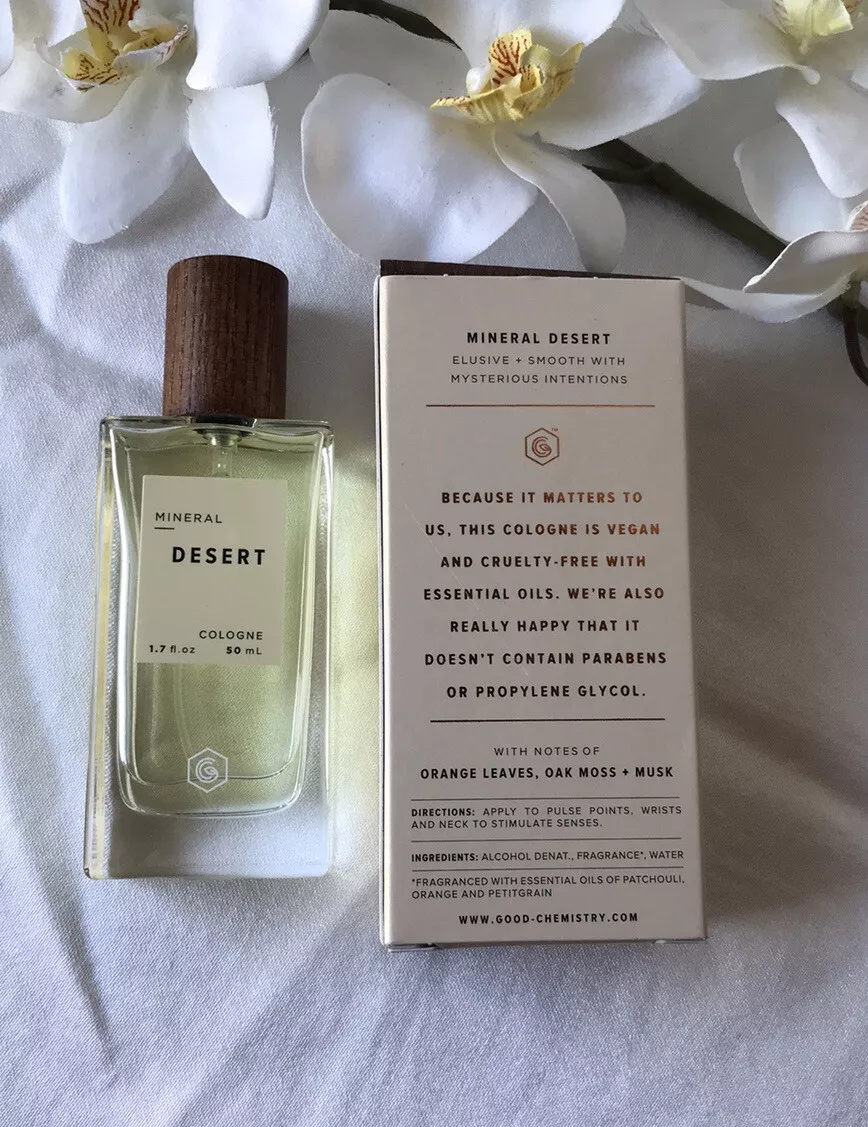 MINERAL
DESERT
COLOGNE
1.7 fl.oz 50 mL
MINERAL DESERT
ELUSIVE + SMOOTH WITH
MYSTERIOUS INTENTIONS
BECAUSE IT MATTERS TO
US, THIS COLOGNE IS VEGAN
AND CRUELTY-FREE WITH
ESSENTIAL OILS. WE'RE ALSO
REALLY HAPPY THAT IT
DOESN'T CONTAIN PARABENS
OR PROPYLENE GLYCOL.
WITH NOTES OF
ORANGE LEAVES, OAK MOSS + MUSK
DIRECTIONS: APPLY TO PULSE POINTS, WRISTS
AND NECK TO STIMULATE SENSES.
INGREDIENTS: ALCOHOL DENAT., FRAGRANCE*, WATER
*FRAGRANCED WITH ESSENTIAL OILS OF PATCHOULI,
ORANGE AND PETITGRAIN
WWW.GOOD-CHEMISTRY.COM